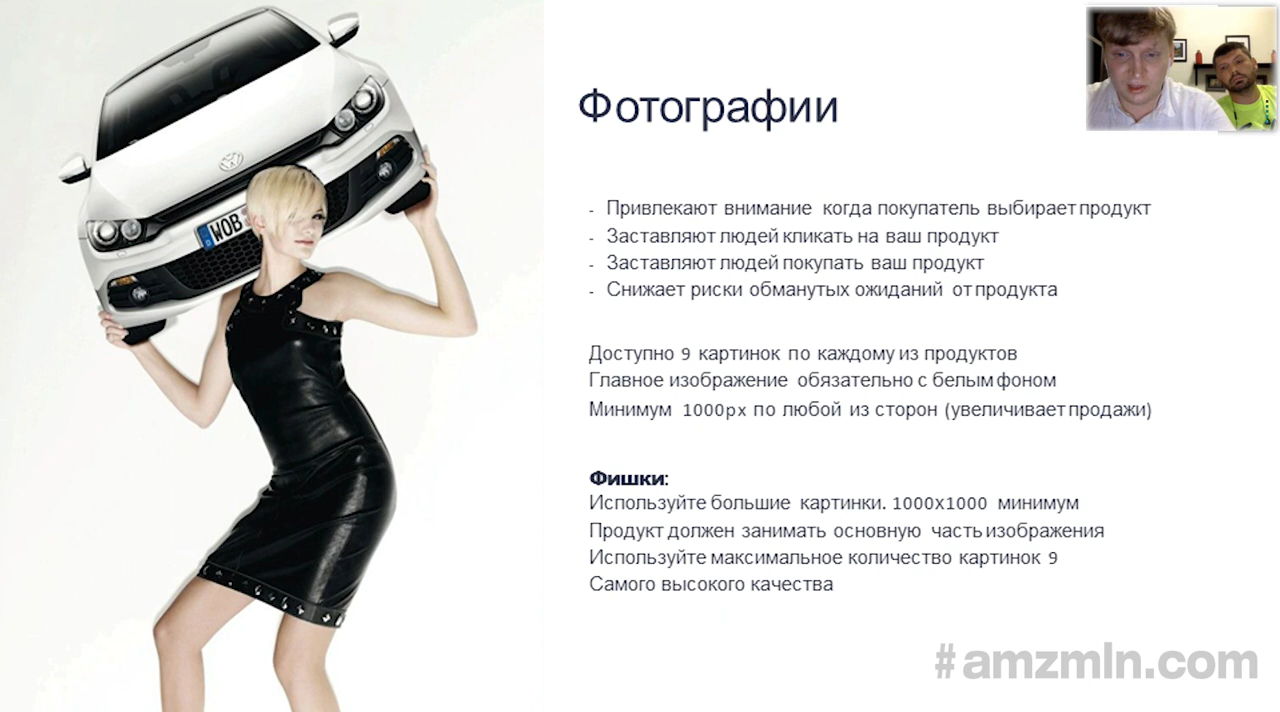 Фотографии
WOB
- Привлекают внимание когда покупатель выбирает продукт
- Заставляют людей кликать на ваш продукт
- Заставляют людей покупать ваш продукт
- Снижает риски обманутых ожиданий от продукта
Доступно 9 картинок по каждому из продуктов
Главное изображение обязательно с белым фоном
Минимум 1000px по любой из сторон (увеличивает продажи)
Фишки:
Используйте большие картинки. 1000X1000 минимум
Продукт должен занимать основную часть изображения
Используйте максимальное количество картинок 9
Самого высокого качества
#amzmln.com